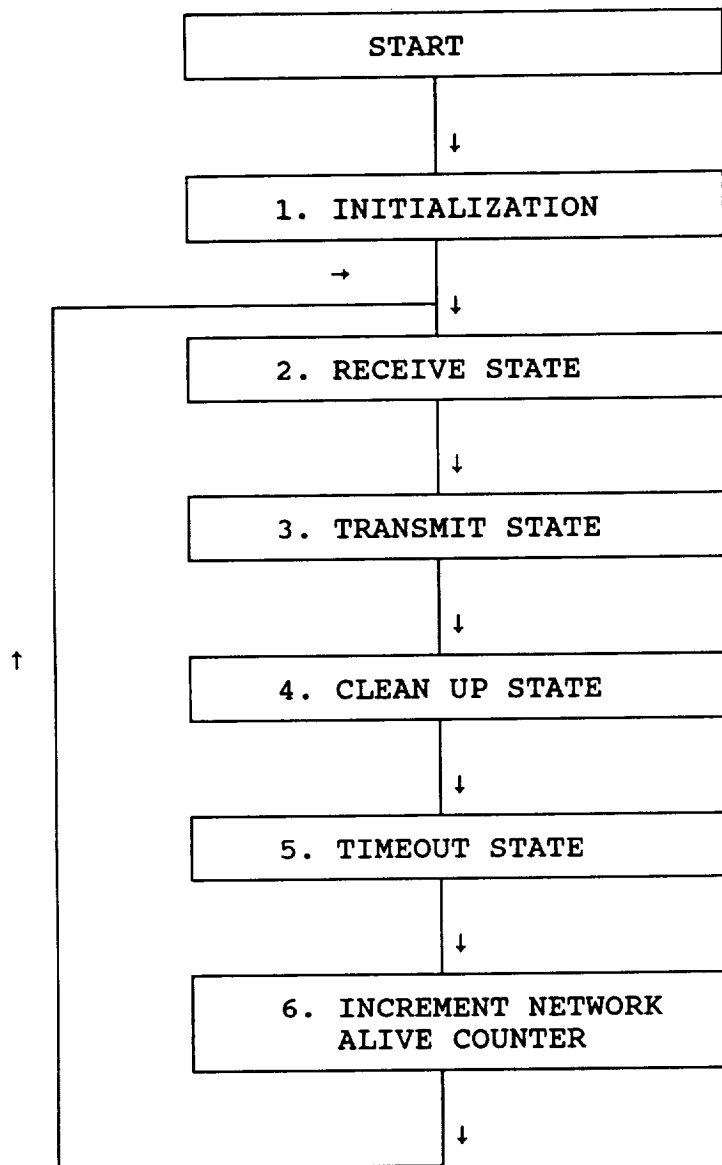 START
↓
1. INITIALIZATION
→
↓
2. RECEIVE STATE
↓
3. TRANSMIT STATE
↓
↑
4. CLEAN UP STATE
↓
5. TIMEOUT STATE
↓
6. INCREMENT NETWORK
ALIVE COUNTER
↓